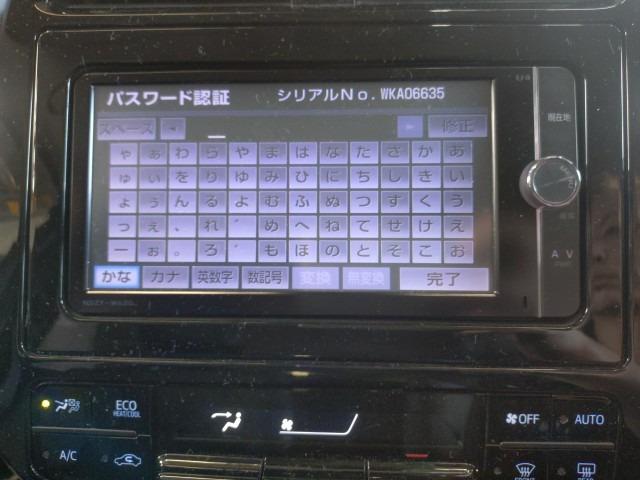 パスワード認証 シリアルNo.WKA06635
スペース ◄ ► 修正
ゃ ぁ わ ら や ま は な た さ か あ
ゅ ぃ を り ゆ み ひ に ち し き い
ょ ぅ ん る よ む ふ ぬ つ す く う
っ ぇ 、 れ ゛ め へ ね て せ け え
ー ぉ 。 ろ ゜ も ほ の と そ こ お
かな カナ 英数字 数記号 変換 無変換 完了
現在地
AV
ECO
HEAT/COOL
OFF AUTO
A/C
FRONT REAR